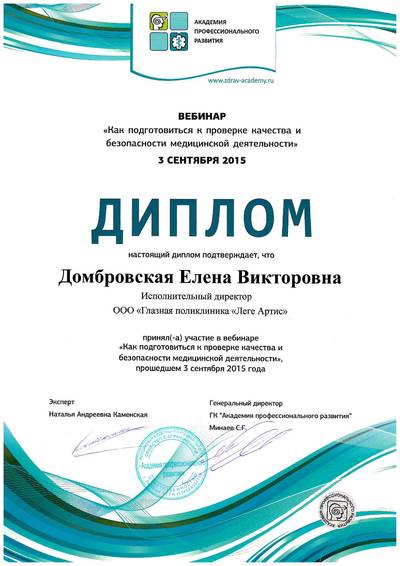 АКАДЕМИЯ
ПРОФЕССИОНАЛЬНОГО
РАЗВИТИЯ
www.zdrav-academy.ru
ВЕБИНАР
«Как подготовиться к проверке качества и
безопасности медицинской деятельности»
3 СЕНТЯБРЯ 2015
ДИПЛОМ
настоящий диплом подтверждает, что
Домбровская Елена Викторовна
Исполнительный директор
ООО «Глазная поликлиника «Леге Артис»
принял(-а) участие в вебинаре
«Как подготовиться к проверке качества и
безопасности медицинской деятельности»,
прошедшем 3 сентября 2015 года
Эксперт
Наталья Андреевна Каменская
Генеральный директор
ГК "Академия профессионального развития"
Минаев С.Г.